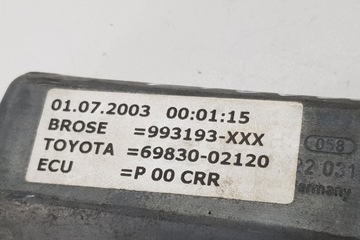 01.07.2003 00:01:15
BROSE =993193-XXX
TOYOTA =69830-02120
ECU =P 00 CRR
058